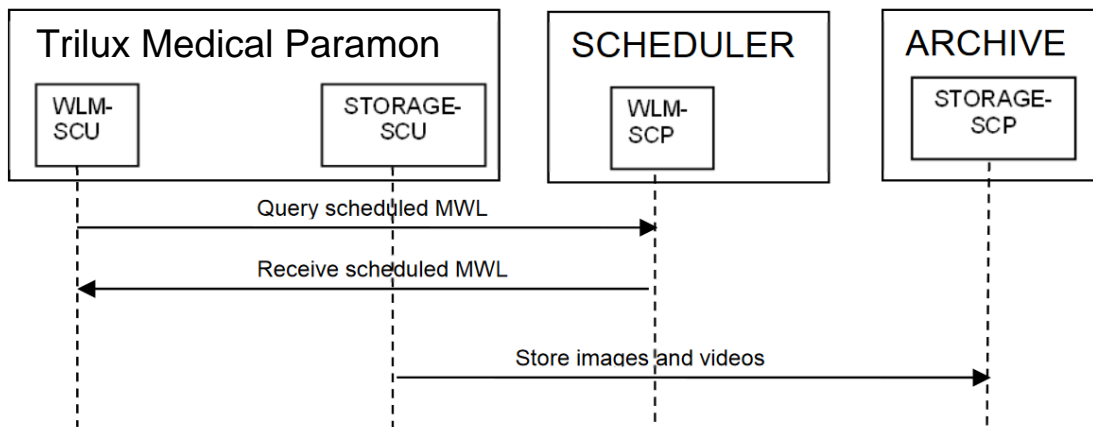 Trilux Medical Paramon
SCHEDULER
ARCHIVE
WLM-
SCU
STORAGE-
SCU
WLM-
SCP
STORAGE-
SCP
Query scheduled MWL
Receive scheduled MWL
Store images and videos